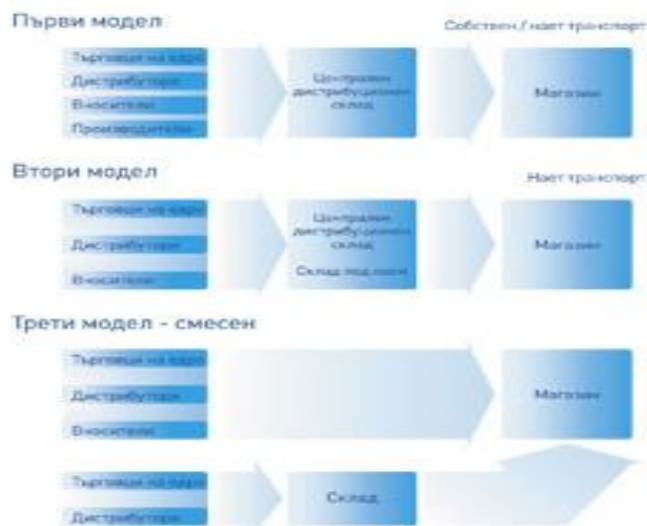 Първи модел
Собствен / нает транспорт
Търговци на едро
Дистрибутори
Вносители
Производители
Централен
дистрибуционен
склад
Магазин
Втори модел
Нает транспорт
Търговци на едро
Дистрибутори
Вносители
Централен
дистрибуционен
склад
Склад под наем
Магазин
Трети модел - смесен
Търговци на едро
Дистрибутори
Вносители
Магазин
Търговци на едро
Дистрибутори
Склад